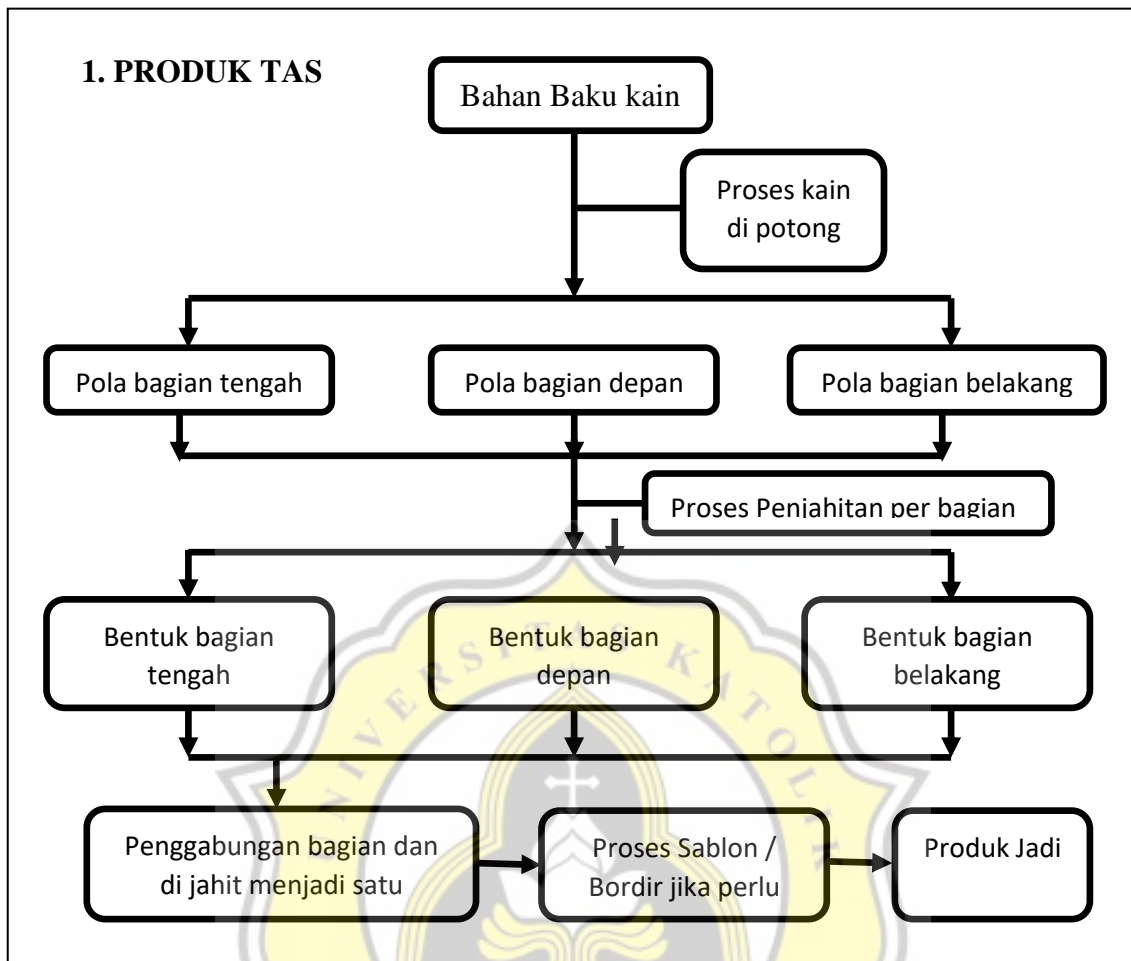 1. PRODUK TAS
Bahan Baku kain
Proses kain
di potong
Pola bagian tengah
Pola bagian depan
Pola bagian belakang
Proses Penjahitan per bagian
Bentuk bagian
tengah
Bentuk bagian
depan
Bentuk bagian
belakang
UNIVERSITAS KATOLIK
Penggabungan bagian dan
di jahit menjadi satu
Proses Sablon /
Bordir jika perlu
Produk Jadi